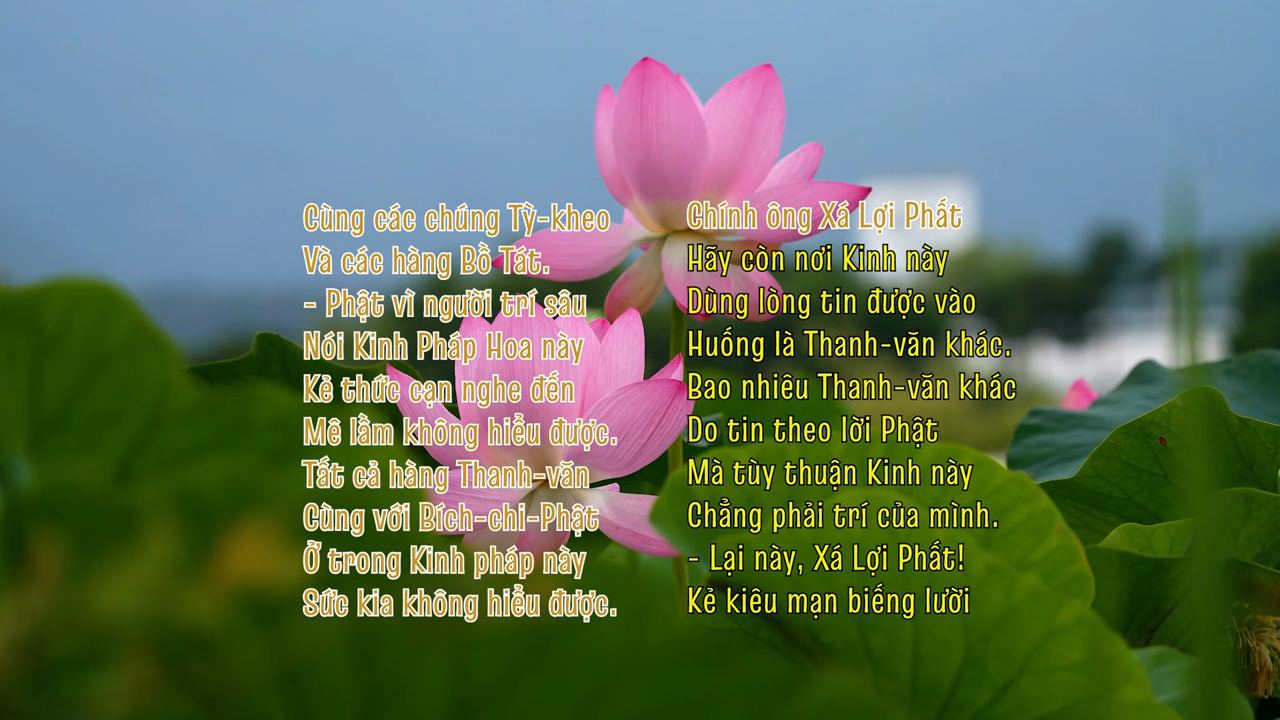 Cùng các chúng Tỳ-kheo
Và các hàng Bồ Tát.
- Phật vì người trí sâu
Nói Kinh Pháp Hoa này
Kẻ thức cạn nghe đến
Mê lầm không hiểu được.
Tất cả hàng Thanh-văn
Cùng với Bích-chi-Phật
Ở trong Kinh pháp này
Sức kia không hiểu được.
Chính ông Xá Lợi Phất
Hãy còn nơi Kinh này
Dùng lòng tin được vào
Huống là Thanh-văn khác.
Bao nhiêu Thanh-văn khác
Do tin theo lời Phật
Mà tùy thuận Kinh này
Chẳng phải trí của mình.
- Lại này, Xá Lợi Phất!
Kẻ kiêu mạn biếng lười